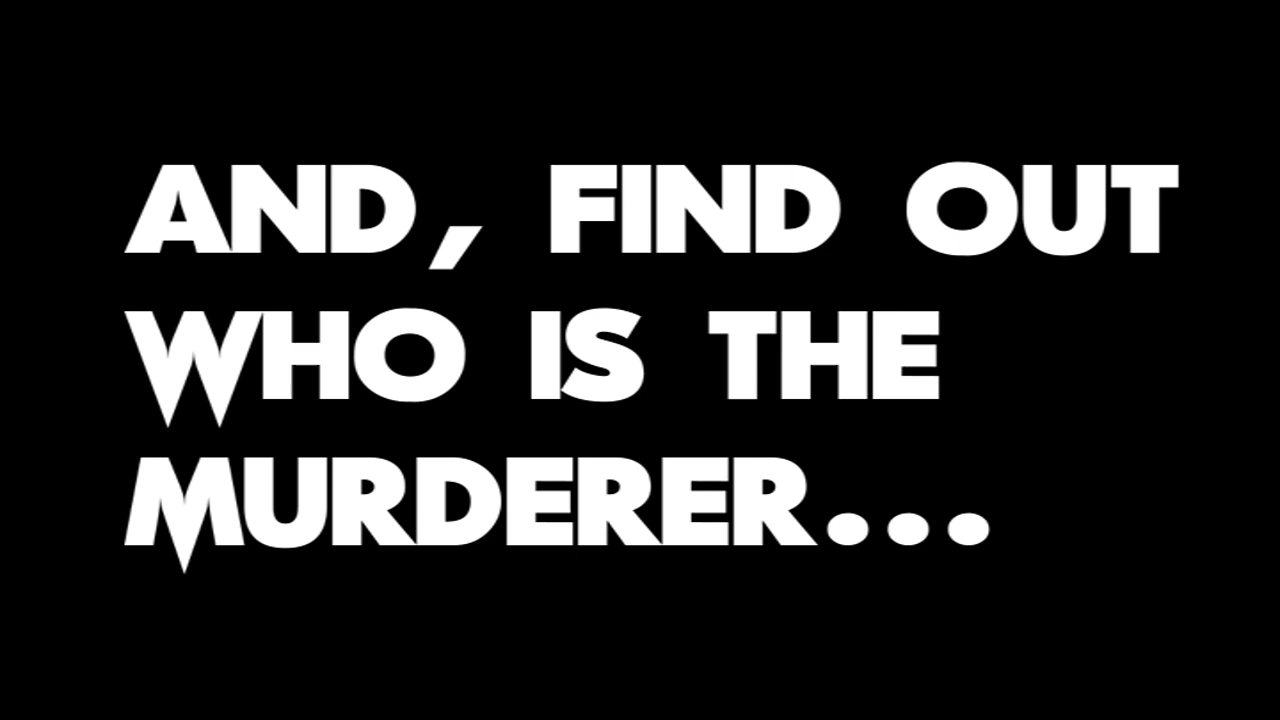 AND, FIND OUT
WHO IS THE
MURDERER...